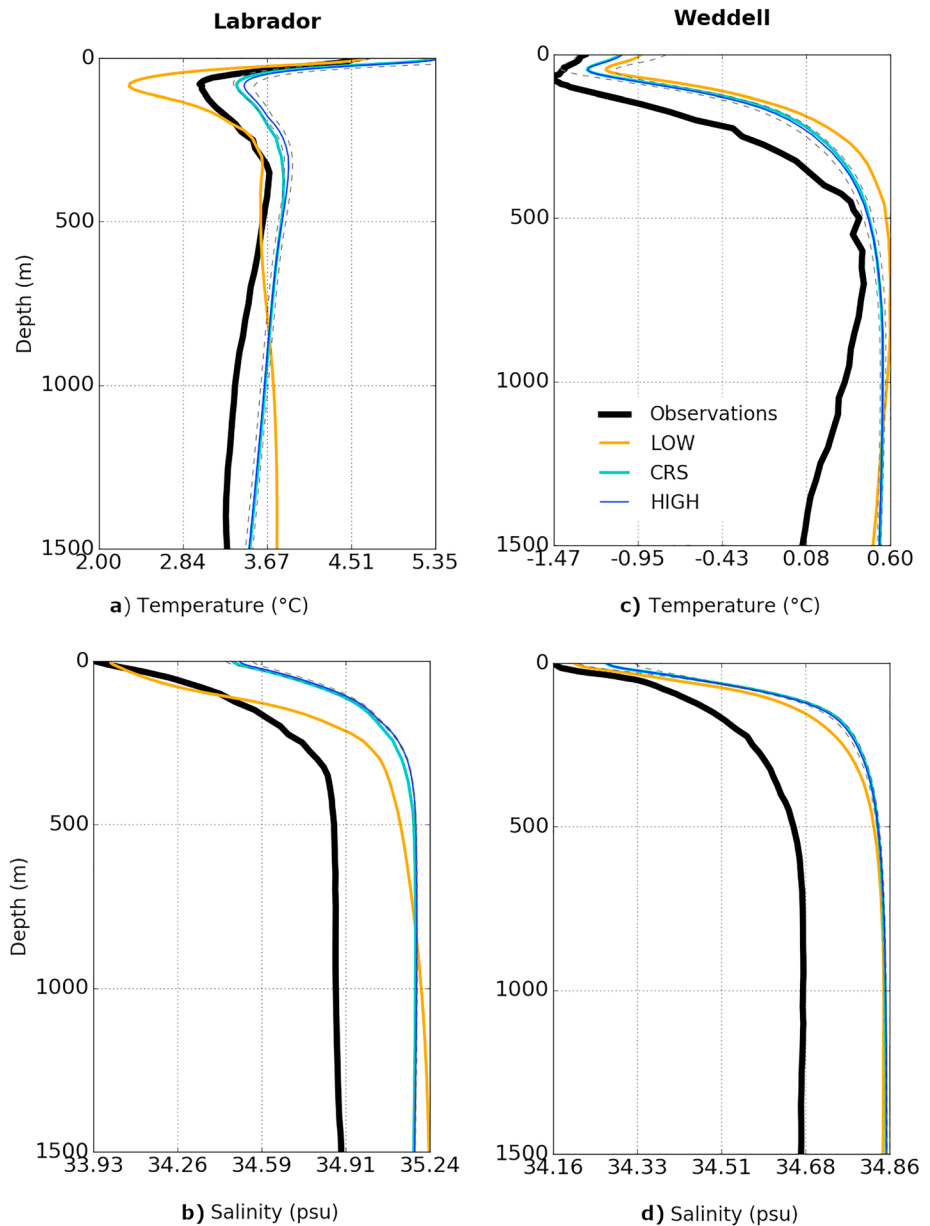 Labrador
Weddell
0
500
1000
1500
Depth (m)
2.00 2.84 3.67 4.51 5.35
a) Temperature (°C)
0
500
1000
1500
Observations
LOW
CRS
HIGH
-1.47 -0.95 -0.43 0.08 0.60
c) Temperature (°C)
0
500
1000
1500
Depth (m)
33.93 34.26 34.59 34.91 35.24
b) Salinity (psu)
0
500
1000
1500
34.16 34.33 34.51 34.68 34.86
d) Salinity (psu)